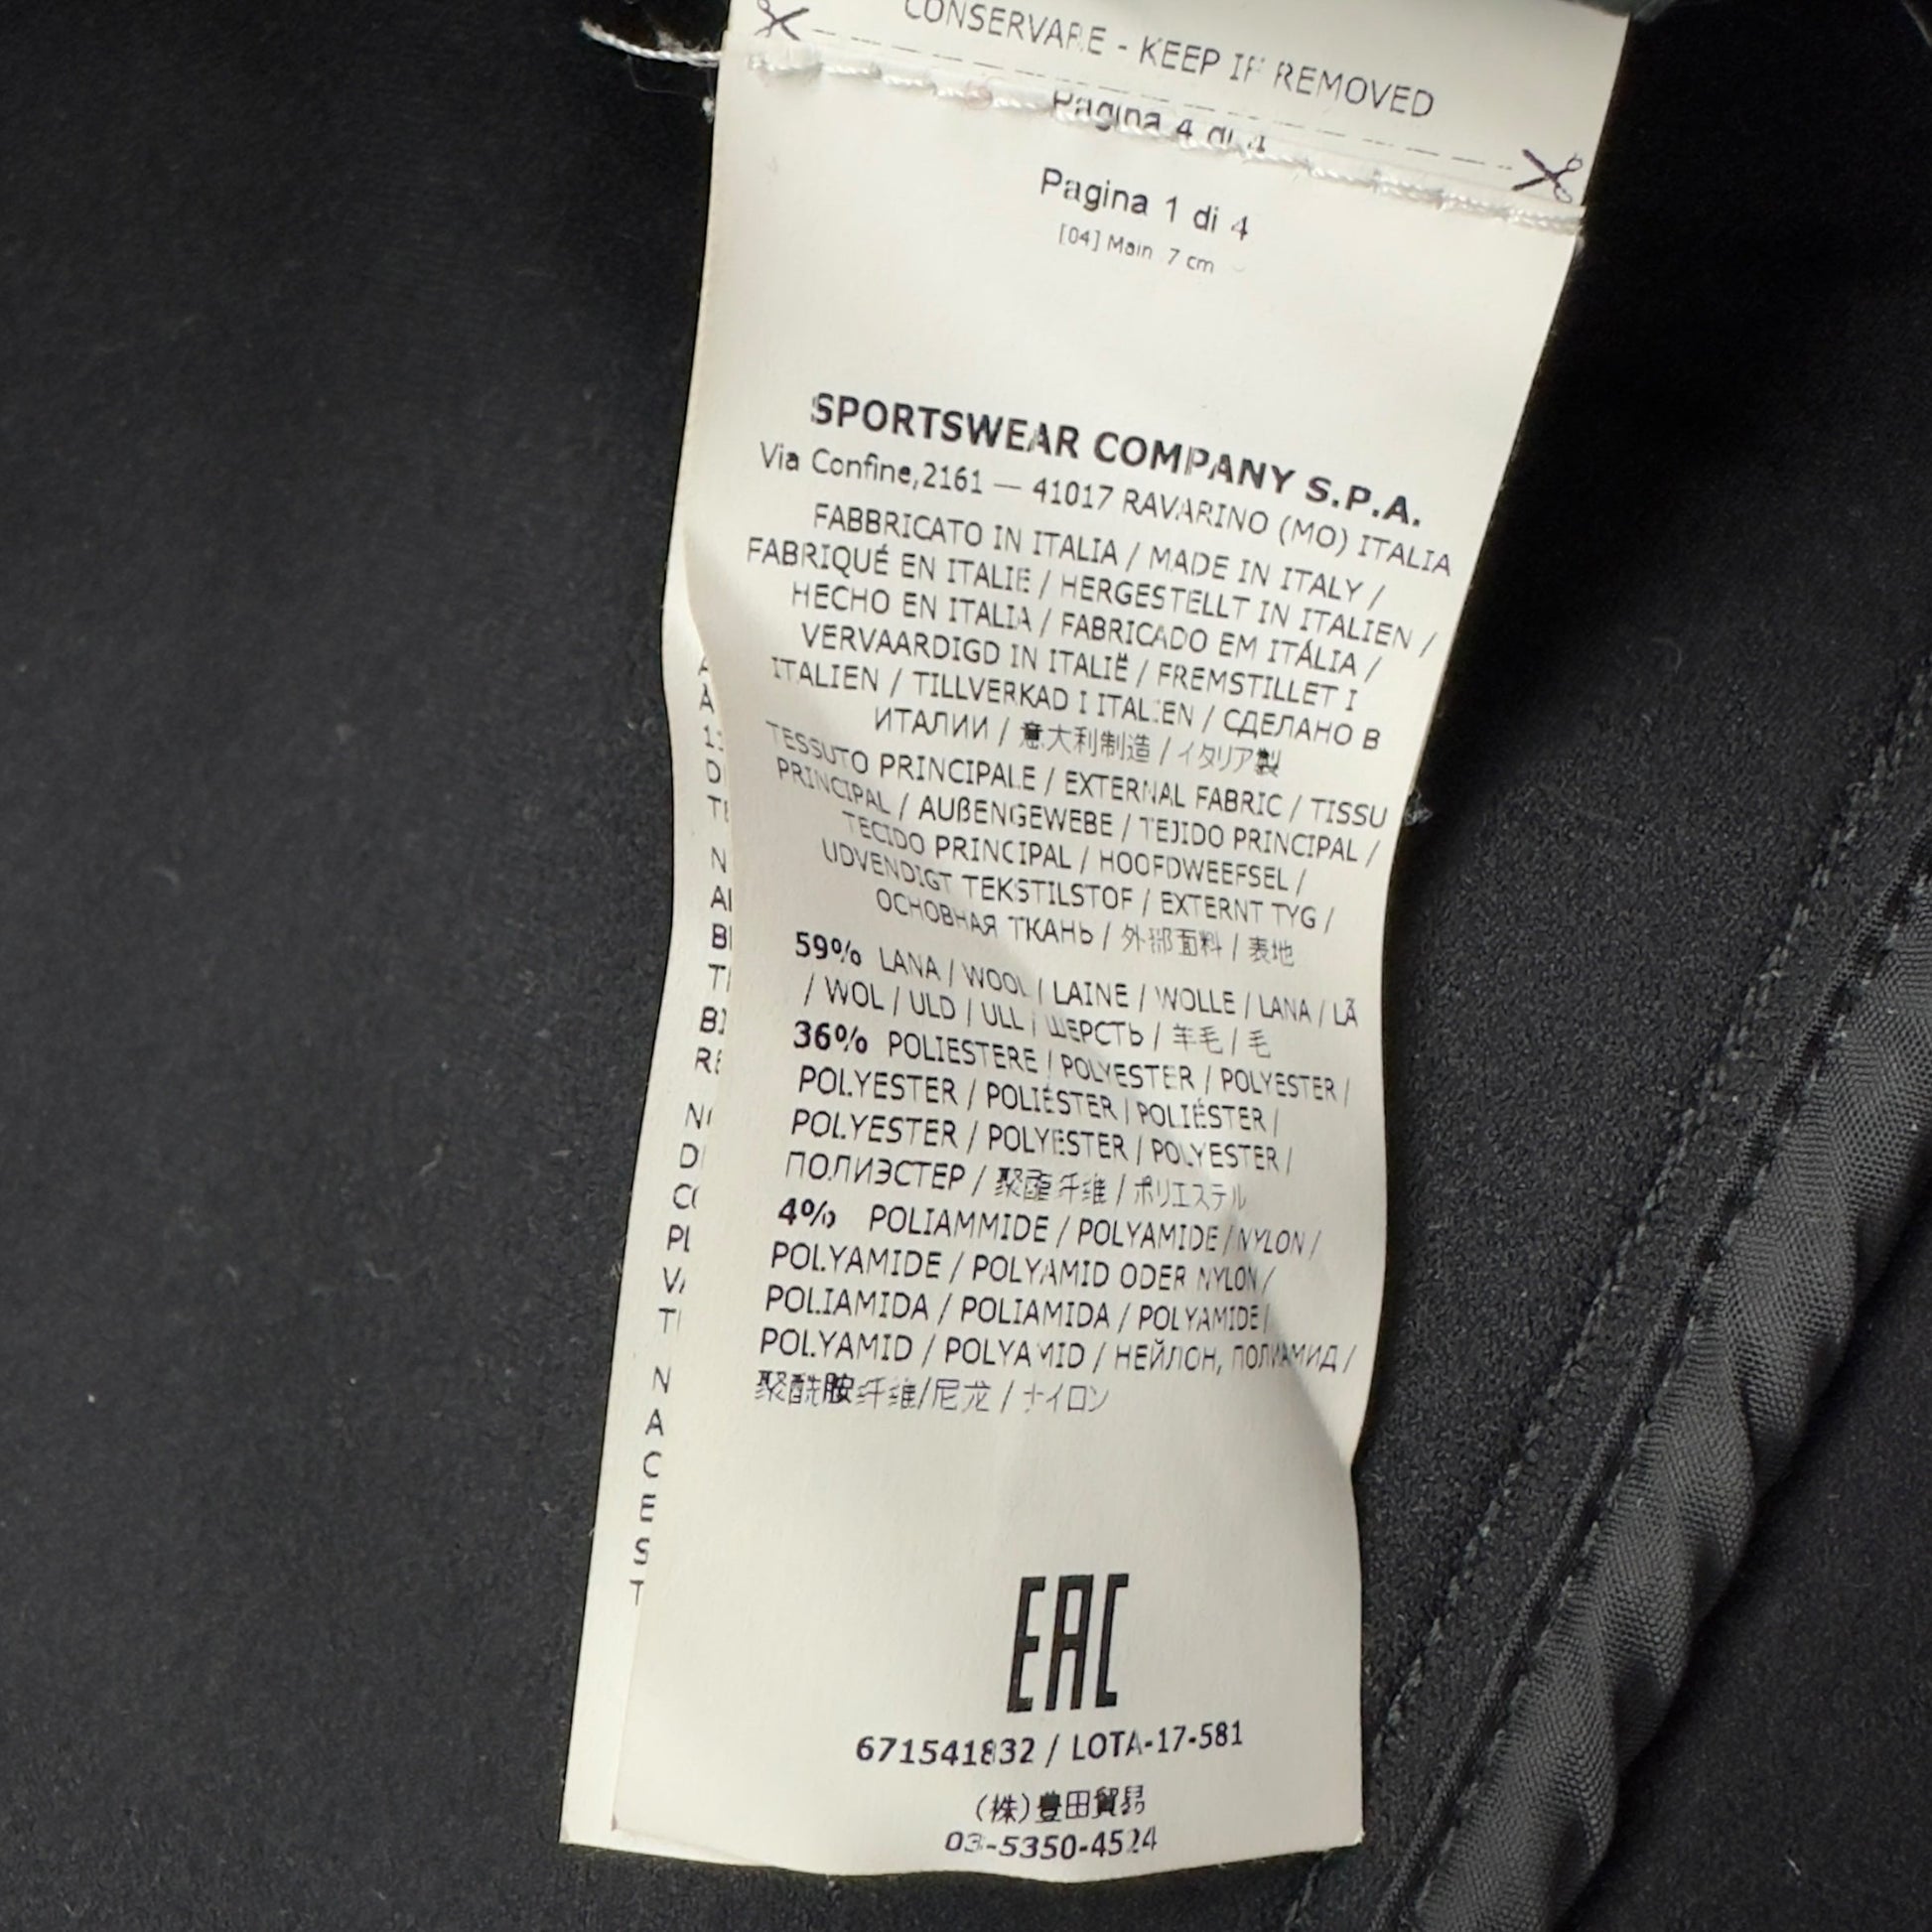 CONSERVARE - KEEP IF REMOVED
Pagina 4 di 4
Pagina 1 di 4
[04] Main 7 cm
SPORTSWEAR COMPANY S.P.A.
Via Confine,2161 — 41017 RAVARINO (MO) ITALIA
FABBRICATO IN ITALIA / MADE IN ITALY /
FABRIQUÉ EN ITALIE / HERGESTELLT IN ITALIEN /
HECHO EN ITALIA / FABRICADO EM ITÁLIA /
VERVAARDIGD IN ITALIË / FREMSTILLET I
ITALIEN / TILLVERKAD I ITALIEN / СДЕЛАНО В
ИТАЛИИ / 意大利制造 / イタリア製
TESSUTO PRINCIPALE / EXTERNAL FABRIC / TISSU
PRINCIPAL / AUßENGEWEBE / TEJIDO PRINCIPAL /
TECIDO PRINCIPAL / HOOFDWEEFSEL /
UDVENDIGT TEKSTILSTOF / EXTERNT TYG /
ОСНОВНАЯ ТКАНЬ / 外部面料 / 表地
59% LANA / WOOL / LAINE / WOLLE / LANA / LÃ
/ WOL / ULD / ULL / ШЕРСТЬ / 羊毛 / 毛
36% POLIESTERE / POLYESTER / POLYESTER /
POLYESTER / POLIÉSTER / POLIÉSTER /
POLYESTER / POLYESTER / POLYESTER /
ПОЛИЭСТЕР / 聚酯纤维 / ポリエステル
4% POLIAMMIDE / POLYAMIDE / NYLON /
POLYAMIDE / POLYAMID ODER NYLON /
POLIAMIDA / POLIAMIDA / POLYAMIDE /
POLYAMID / POLYAMID / НЕЙЛОН, ПОЛИАМИД /
聚酰胺纤维/尼龙 / ナイロン
EAC
671541832 / LOTA-17-581
(株)豊田貿易
03-5350-4524